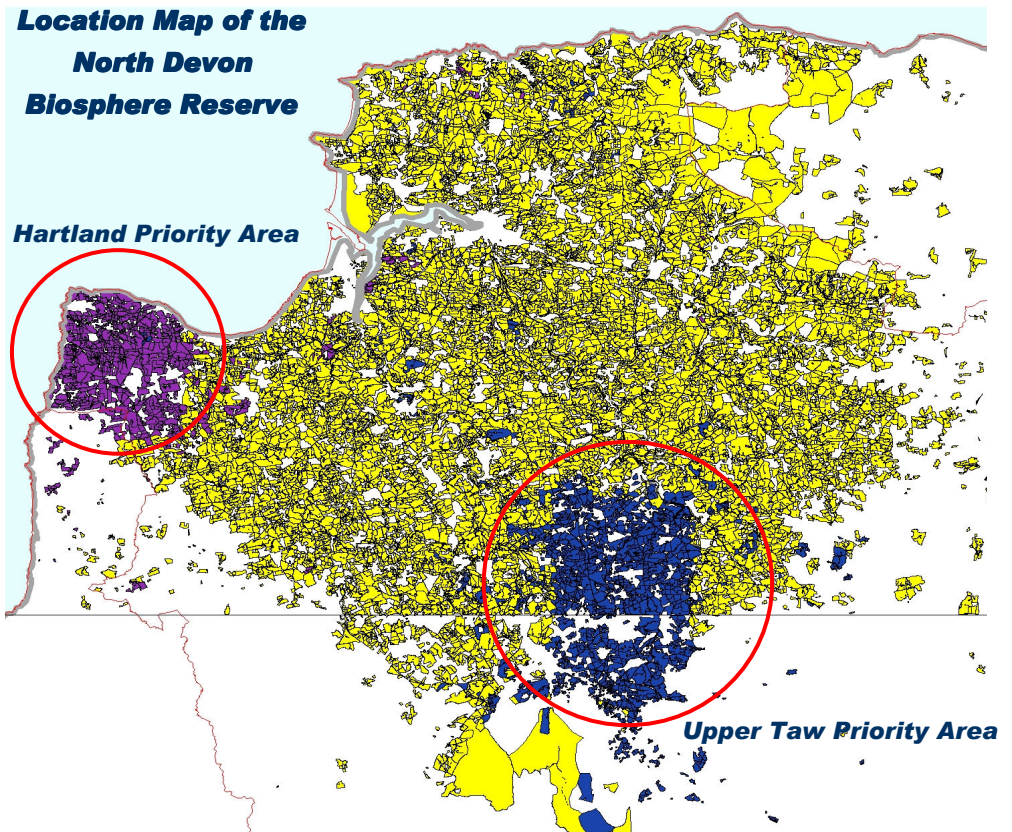 Location Map of the
North Devon
Biosphere Reserve
Hartland Priority Area
Upper Taw Priority Area